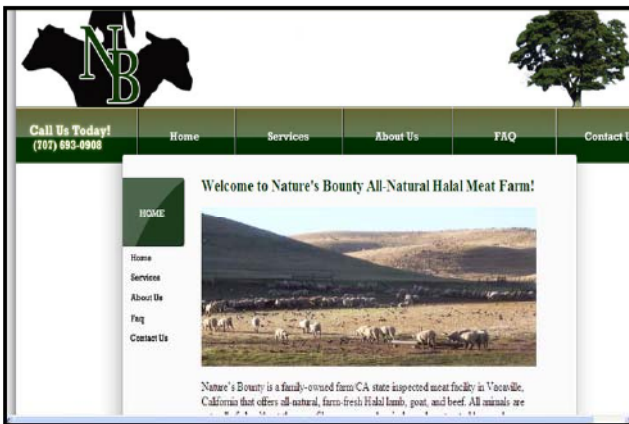 NB
Call Us Today!
(707) 693-0908
Home
Services
About Us
FAQ
Contact U
Welcome to Nature's Bounty All-Natural Halal Meat Farm!
HOME
Home
Services
About Us
Faq
Contact Us
Nature's Bounty is a family-owned farm/CA state inspected meat facility in Vacaville,
California that offers all-natural, farm-fresh Halal lamb, goat, and beef. All animals are